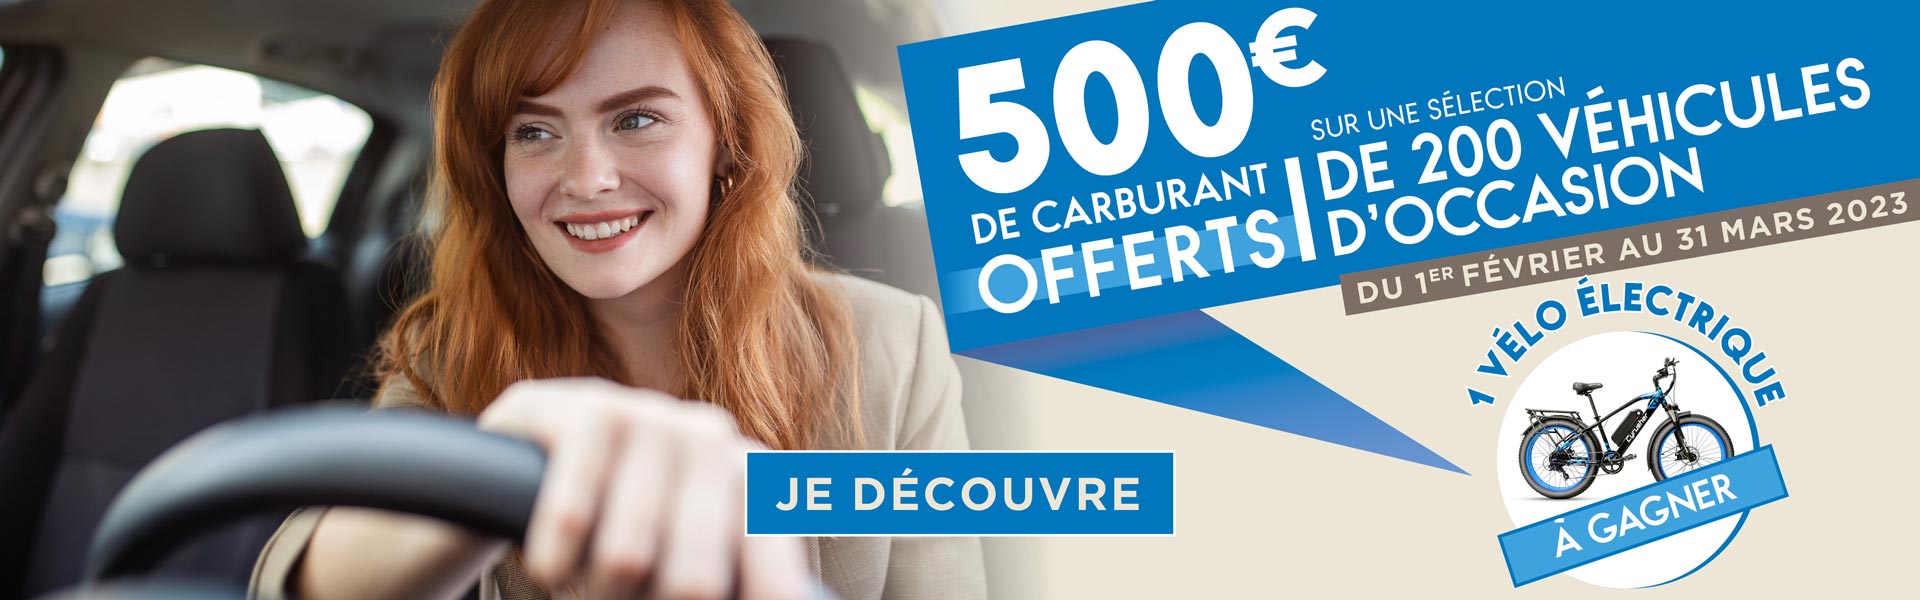 500€
DE CARBURANT
OFFERTS
SUR UNE SÉLECTION
DE 200 VÉHICULES
D'OCCASION
DU 1ER FÉVRIER AU 31 MARS 2023
1 VÉLO ÉLECTRIQUE
Cyrusher
À GAGNER
JE DÉCOUVRE